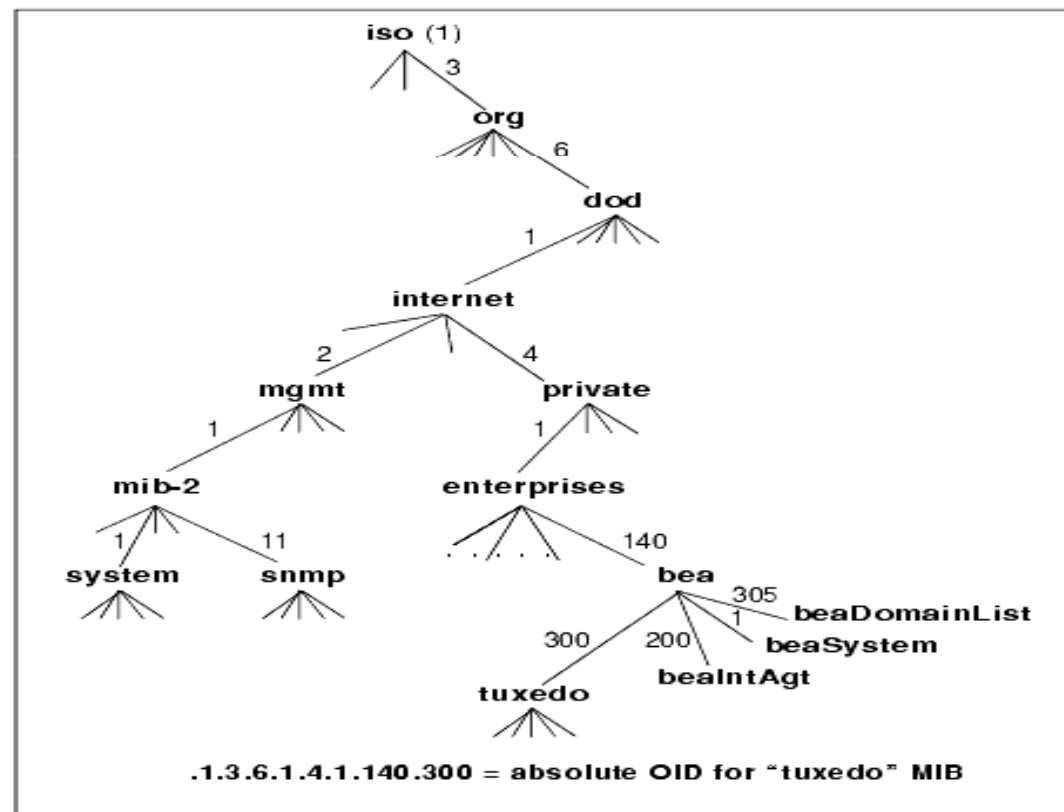 iso (1)
3
org
6
dod
1
internet
2
4
mgmt
private
1
1
mib-2
enterprises
1
11
. . . . .
140
system
snmp
bea
305
beaDomainList
1
300
200
beaSystem
beaIntAgt
tuxedo
.1.3.6.1.4.1.140.300 = absolute OID for “tuxedo” MIB